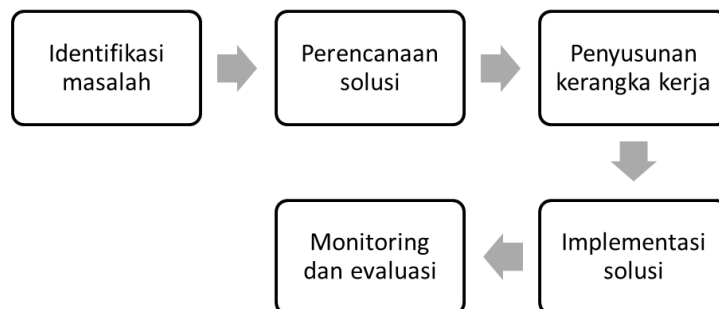 Identifikasi
masalah
Perencanaan
solusi
Penyusunan
kerangka kerja
Implementasi
solusi
Monitoring
dan evaluasi